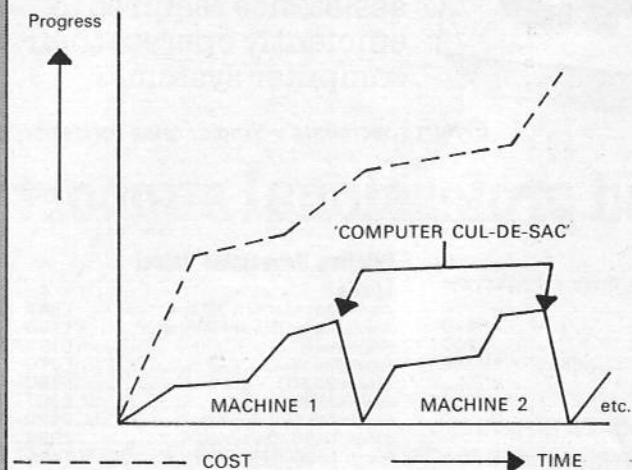 Progress
'COMPUTER CUL-DE-SAC'
MACHINE 1
MACHINE 2
etc.
COST
TIME